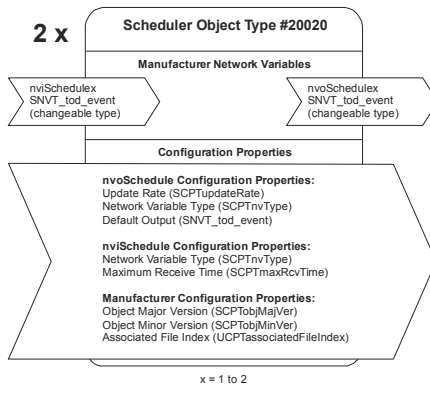 2 x
Scheduler Object Type #20020
Manufacturer Network Variables
nviSchedulex
SNVT_tod_event
(changeable type)
nvoSchedulex
SNVT_tod_event
(changeable type)
Configuration Properties
nvoSchedule Configuration Properties:
Update Rate (SCPTupdateRate)
Network Variable Type (SCPTnvType)
Default Output (SNVT_tod_event)
nviSchedule Configuration Properties:
Network Variable Type (SCPTnvType)
Maximum Receive Time (SCPTmaxRcvTime)
Manufacturer Configuration Properties:
Object Major Version (SCPTobjMajVer)
Object Minor Version (SCPTobjMinVer)
Associated File Index (UCPTassociatedFileIndex)
x = 1 to 2